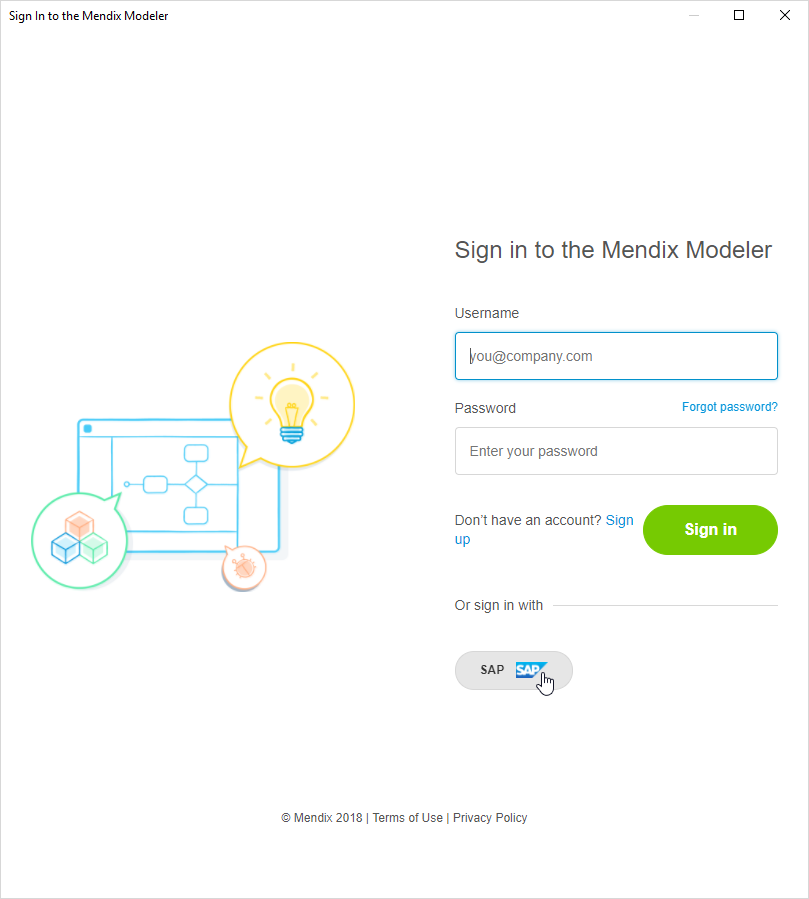 Sign In to the Mendix Modeler
Sign in to the Mendix Modeler
Username
you@company.com
Password
Forgot password?
Enter your password
Don’t have an account? Sign
up
Sign in
Or sign in with
SAP SAP
© Mendix 2018 | Terms of Use | Privacy Policy